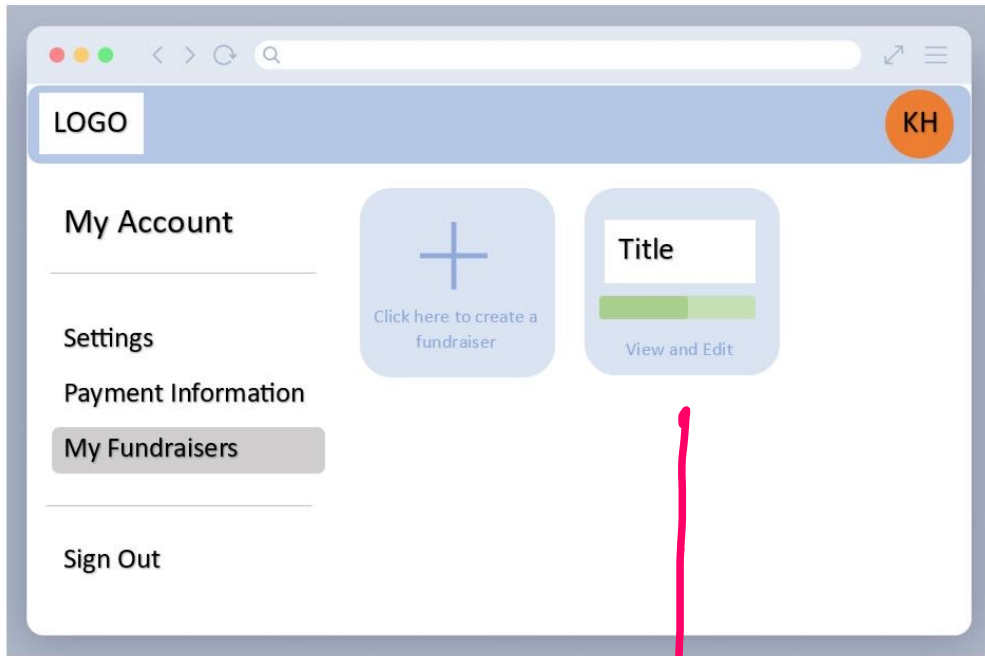 LOGO
KH
My Account
Settings
Payment Information
My Fundraisers
Sign Out
Click here to create a
fundraiser
Title
View and Edit